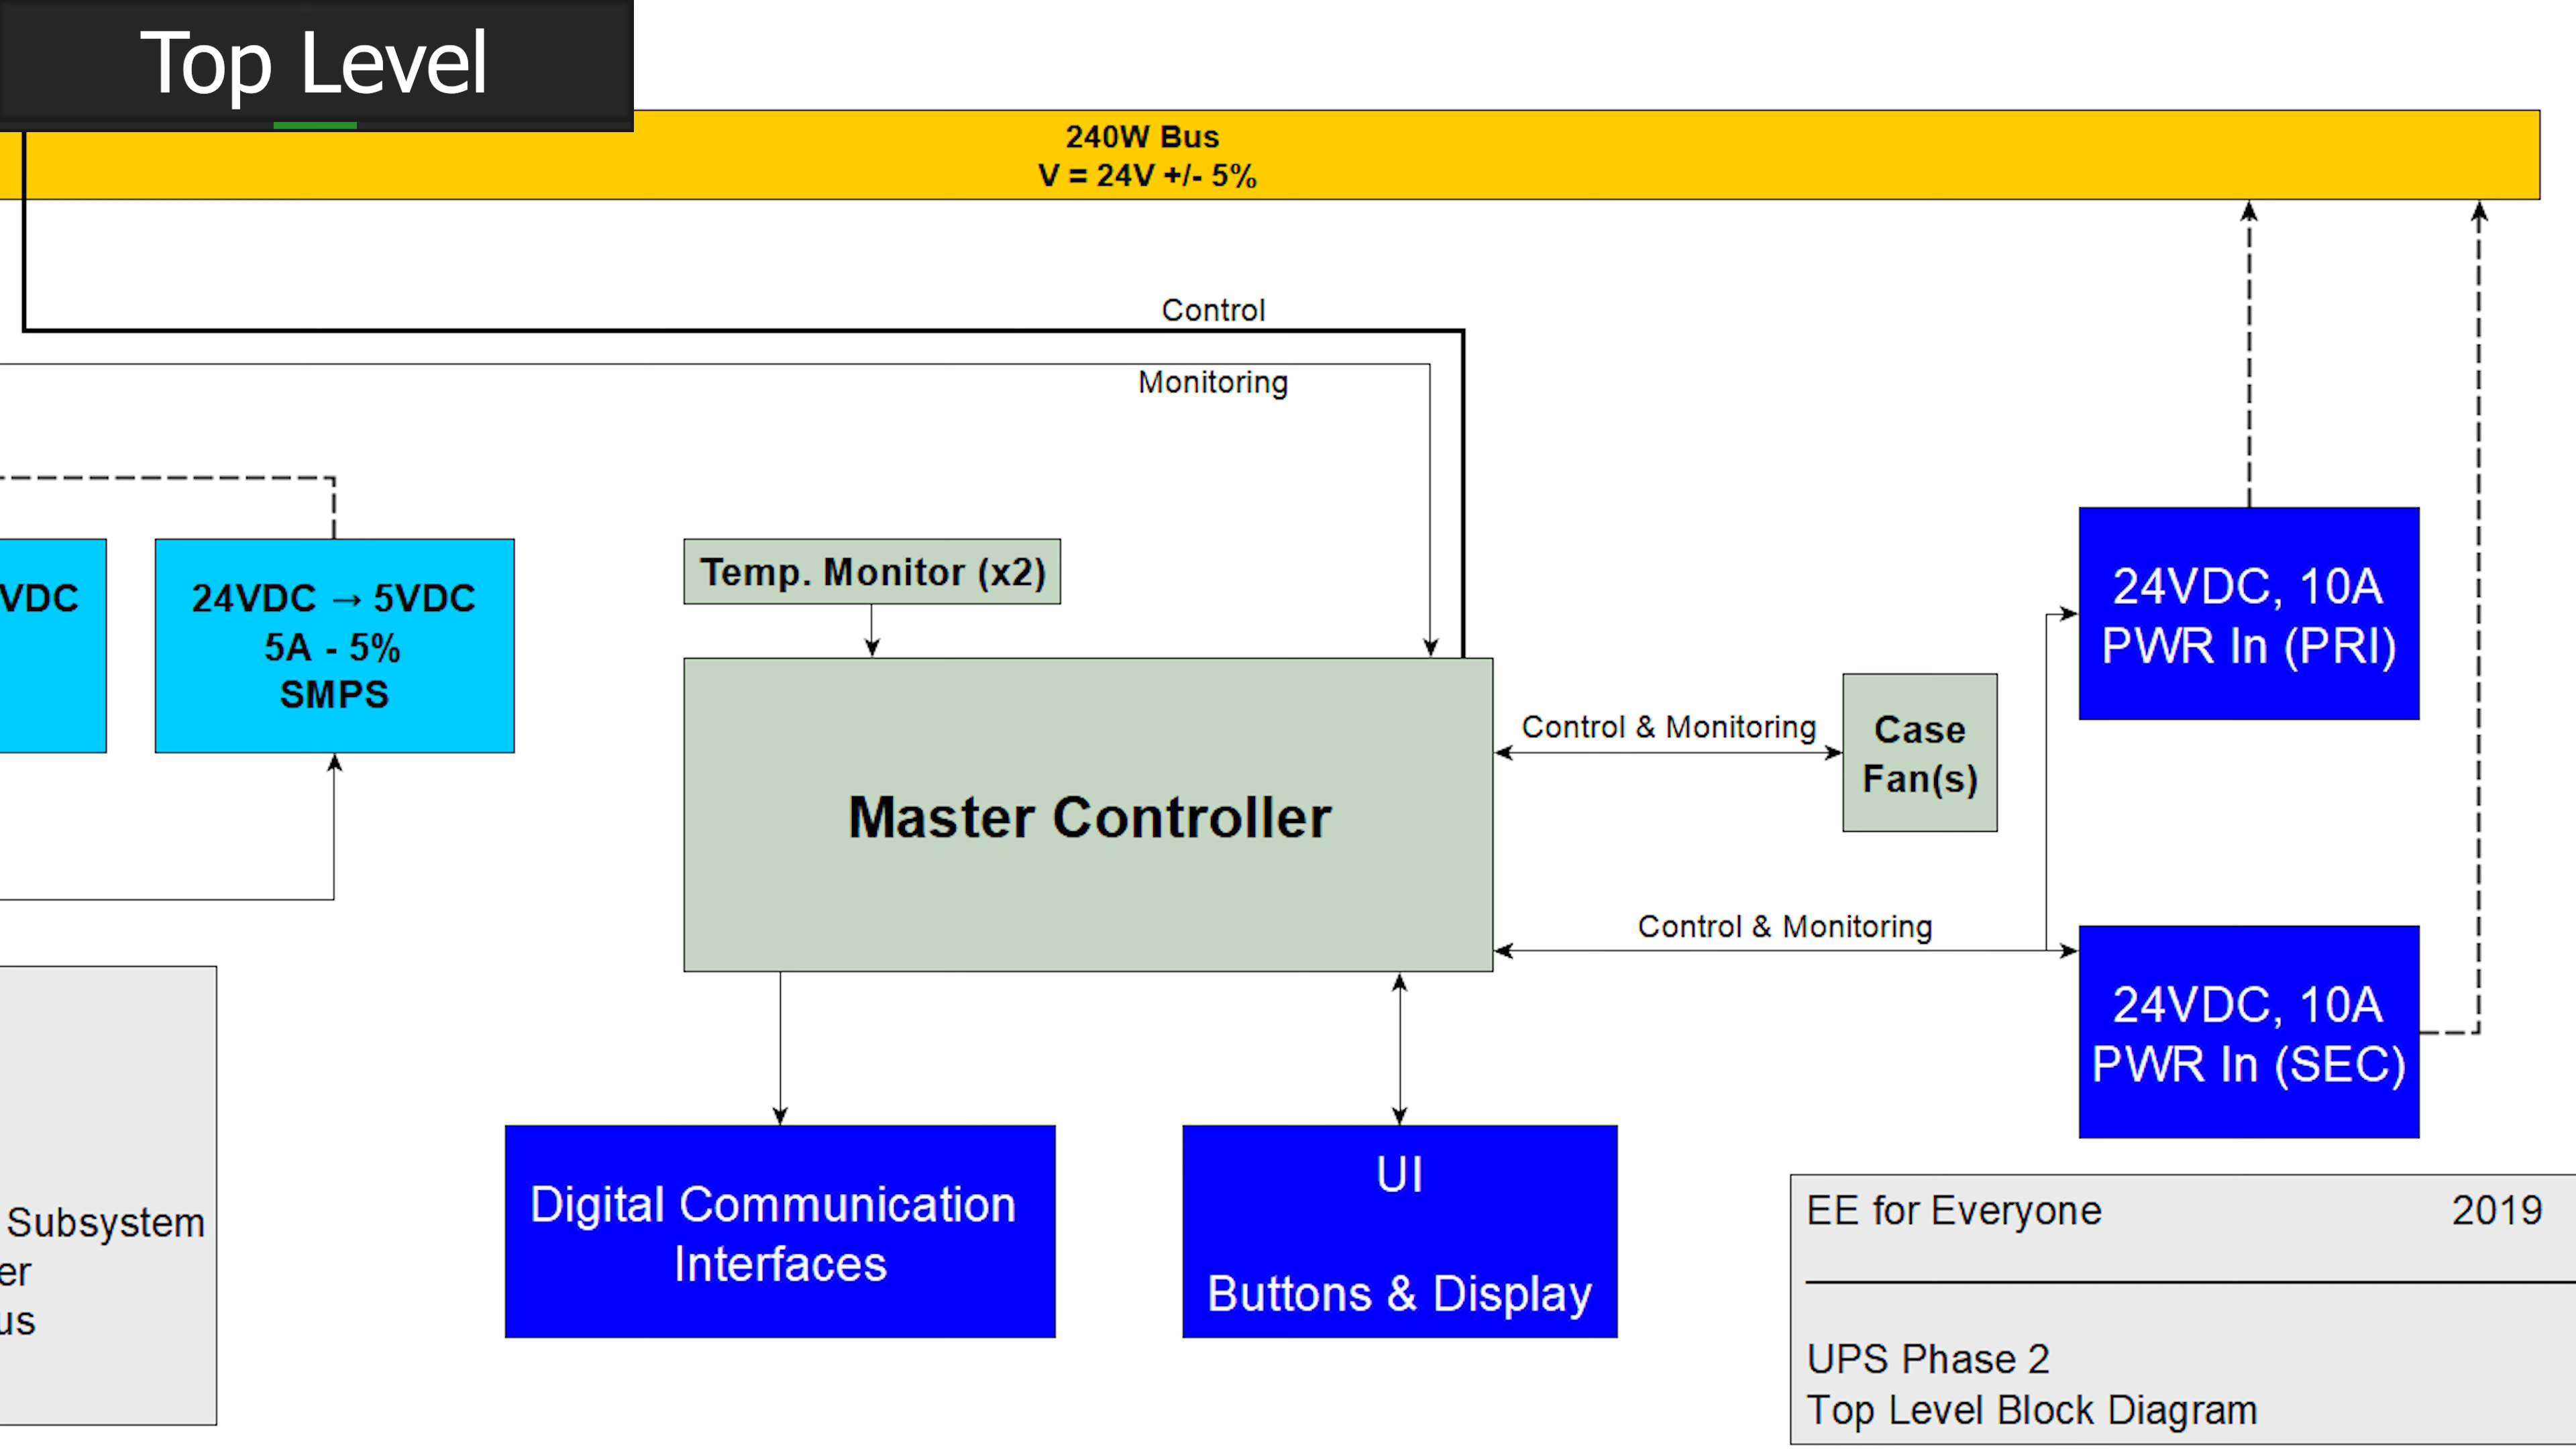 Top Level
240W Bus
V = 24V +/- 5%
Control
Monitoring
VDC
24VDC → 5VDC
5A - 5%
SMPS
Temp. Monitor (x2)
Master Controller
Control & Monitoring
Case
Fan(s)
24VDC, 10A
PWR In (PRI)
Control & Monitoring
24VDC, 10A
PWR In (SEC)
Digital Communication
Interfaces
UI
Buttons & Display
Subsystem
er
us
EE for Everyone 2019
UPS Phase 2
Top Level Block Diagram